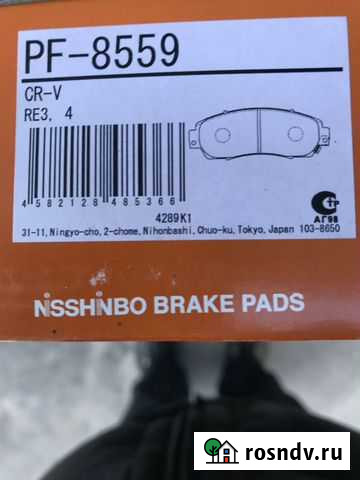 PF-8559
CR-V
RE3. 4
4 582128 485366
4289K1
АГ98
31-11, Ningyo-cho, 2-chome, Nihonbashi, Chuo-ku, Tokyo, Japan 103-8650
NISSHINBO BRAKE PADS
rosndv.ru